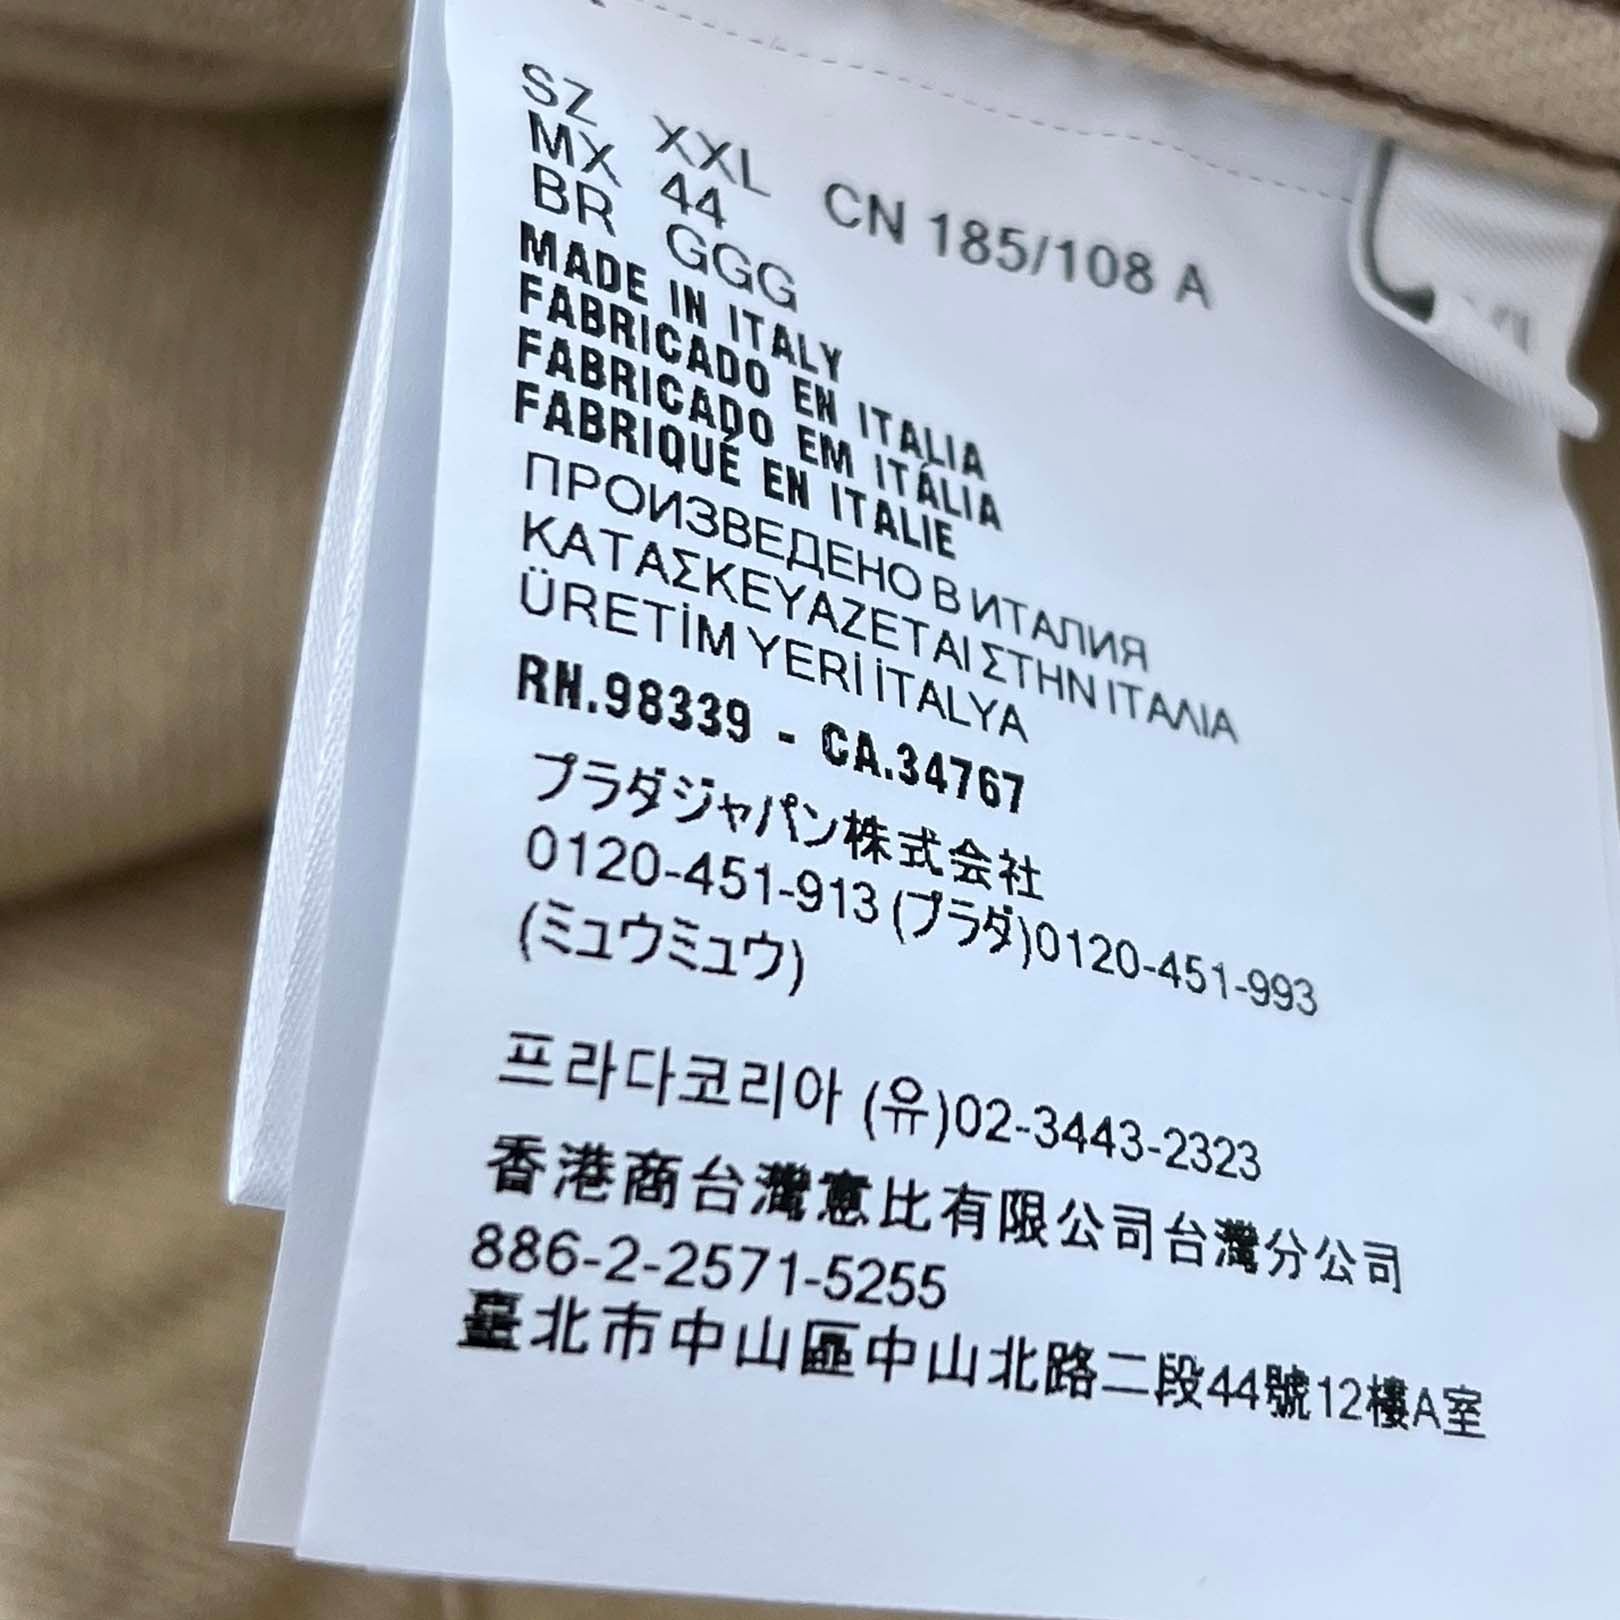 SZ XXL CN 185/108 A
MX 44
BR GGG
MADE IN ITALY
FABRICADO EN ITALIA
FABRICADO EM ITÁLIA
FABRIQUÉ EN ITALIE
ПРОИЗВЕДЕНО В ИТАЛИЯ
ΚΑΤΑΣΚΕΥΑΖΕΤΑΙ ΣΤΗΝ ΙΤΑΛΙΑ
ÜRETİM YERİ İTALYA
RN.98339 - CA.34767
プラダジャパン株式会社
0120-451-913 (プラダ)0120-451-993
(ミュウミュウ)
프라다코리아 (유)02-3443-2323
香港商台灣意比有限公司台灣分公司
886-2-2571-5255
臺北市中山區中山北路二段44號12樓A室